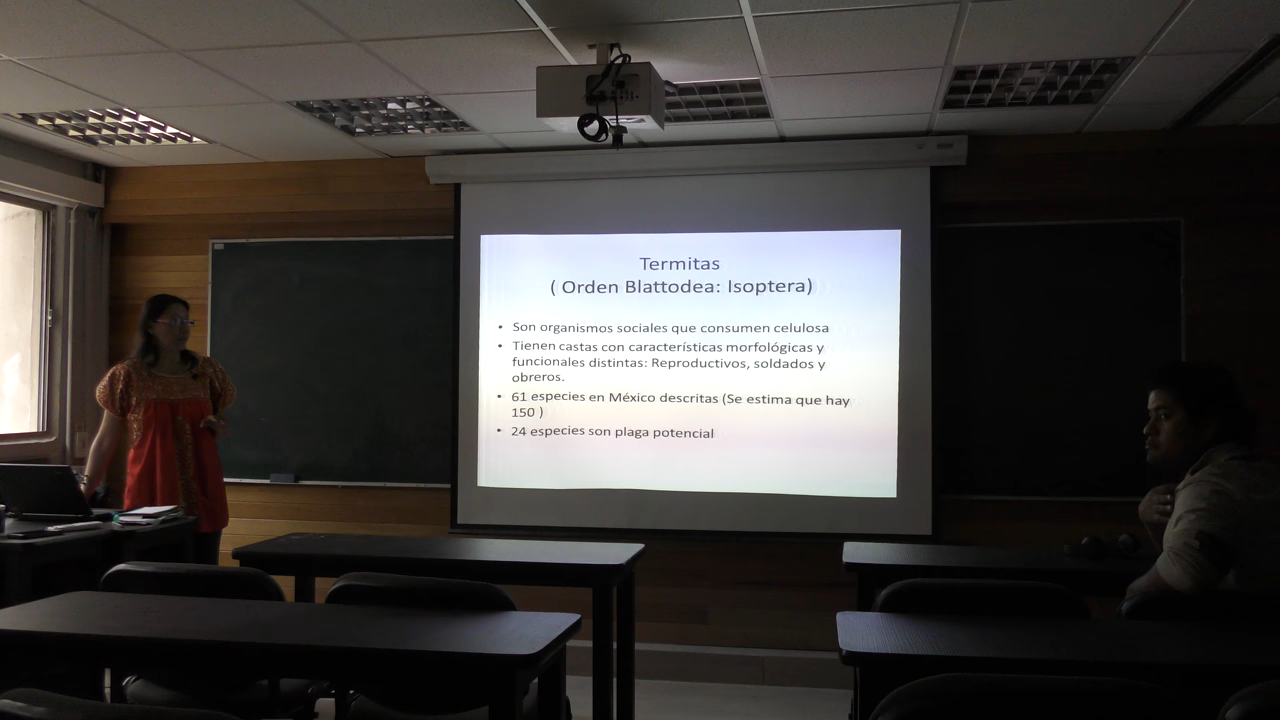 Termitas
( Orden Blattodea: Isoptera)
• Son organismos sociales que consumen celulosa
• Tienen castas con características morfológicas y
funcionales distintas: Reproductivos, soldados y
obreros.
• 61 especies en México descritas (Se estima que hay
150 )
• 24 especies son plaga potencial